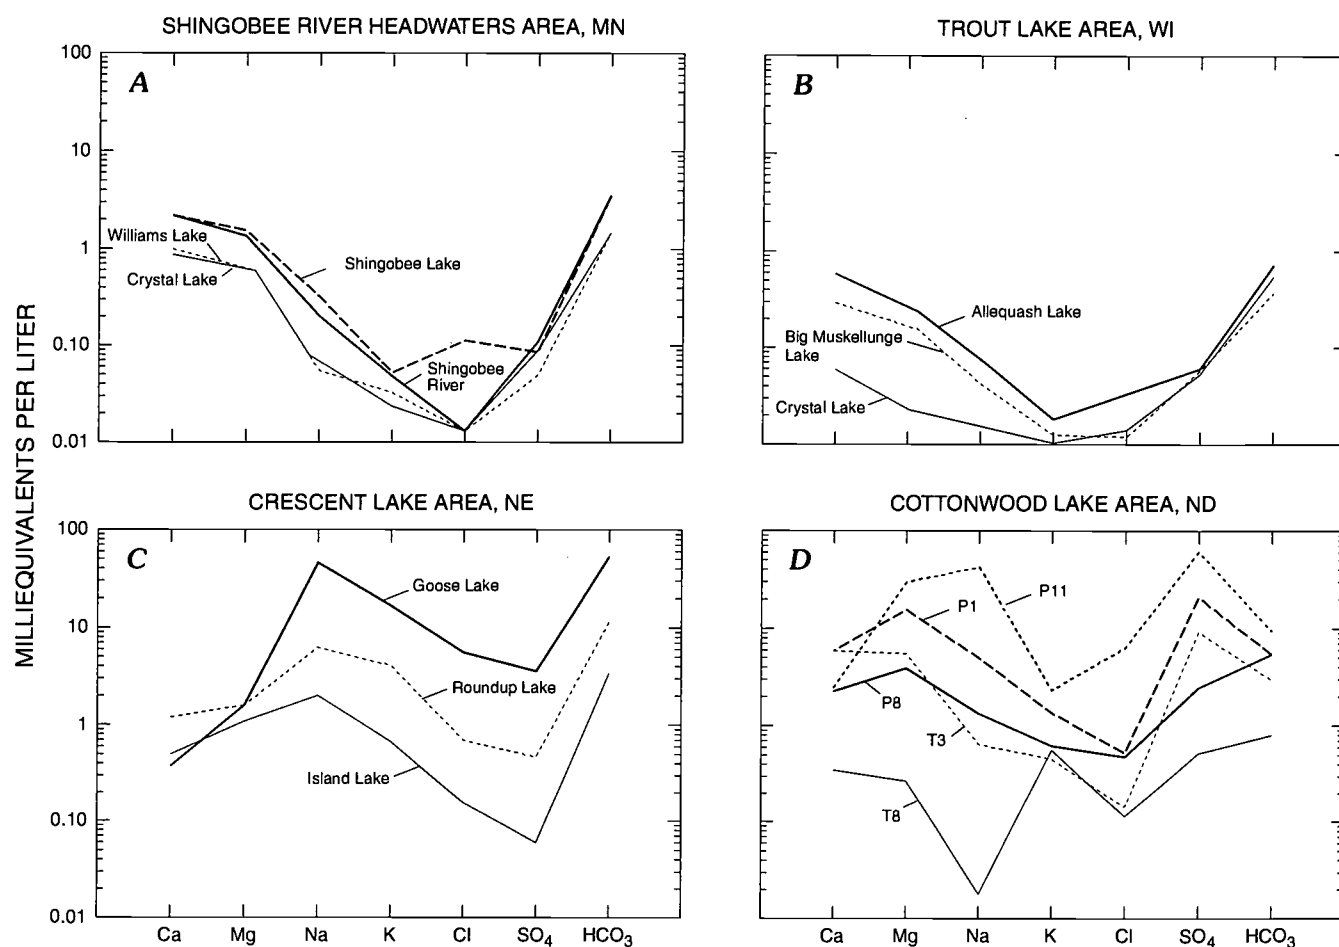 SHINGOBEE RIVER HEADWATERS AREA, MN
A
100
10
1
0.10
0.01
Williams Lake
Crystal Lake
Shingobee Lake
Shingobee
River
TROUT LAKE AREA, WI
B
Allequash Lake
Big Muskellunge
Lake
Crystal Lake
MILLIEQUIVALENTS PER LITER
CRESCENT LAKE AREA, NE
C
100
10
1
0.10
0.01
Goose Lake
Roundup Lake
Island Lake
Ca Mg Na K Cl SO4 HCO3
COTTONWOOD LAKE AREA, ND
D
P1
P11
P8
T3
T8
Ca Mg Na K Cl SO4 HCO3